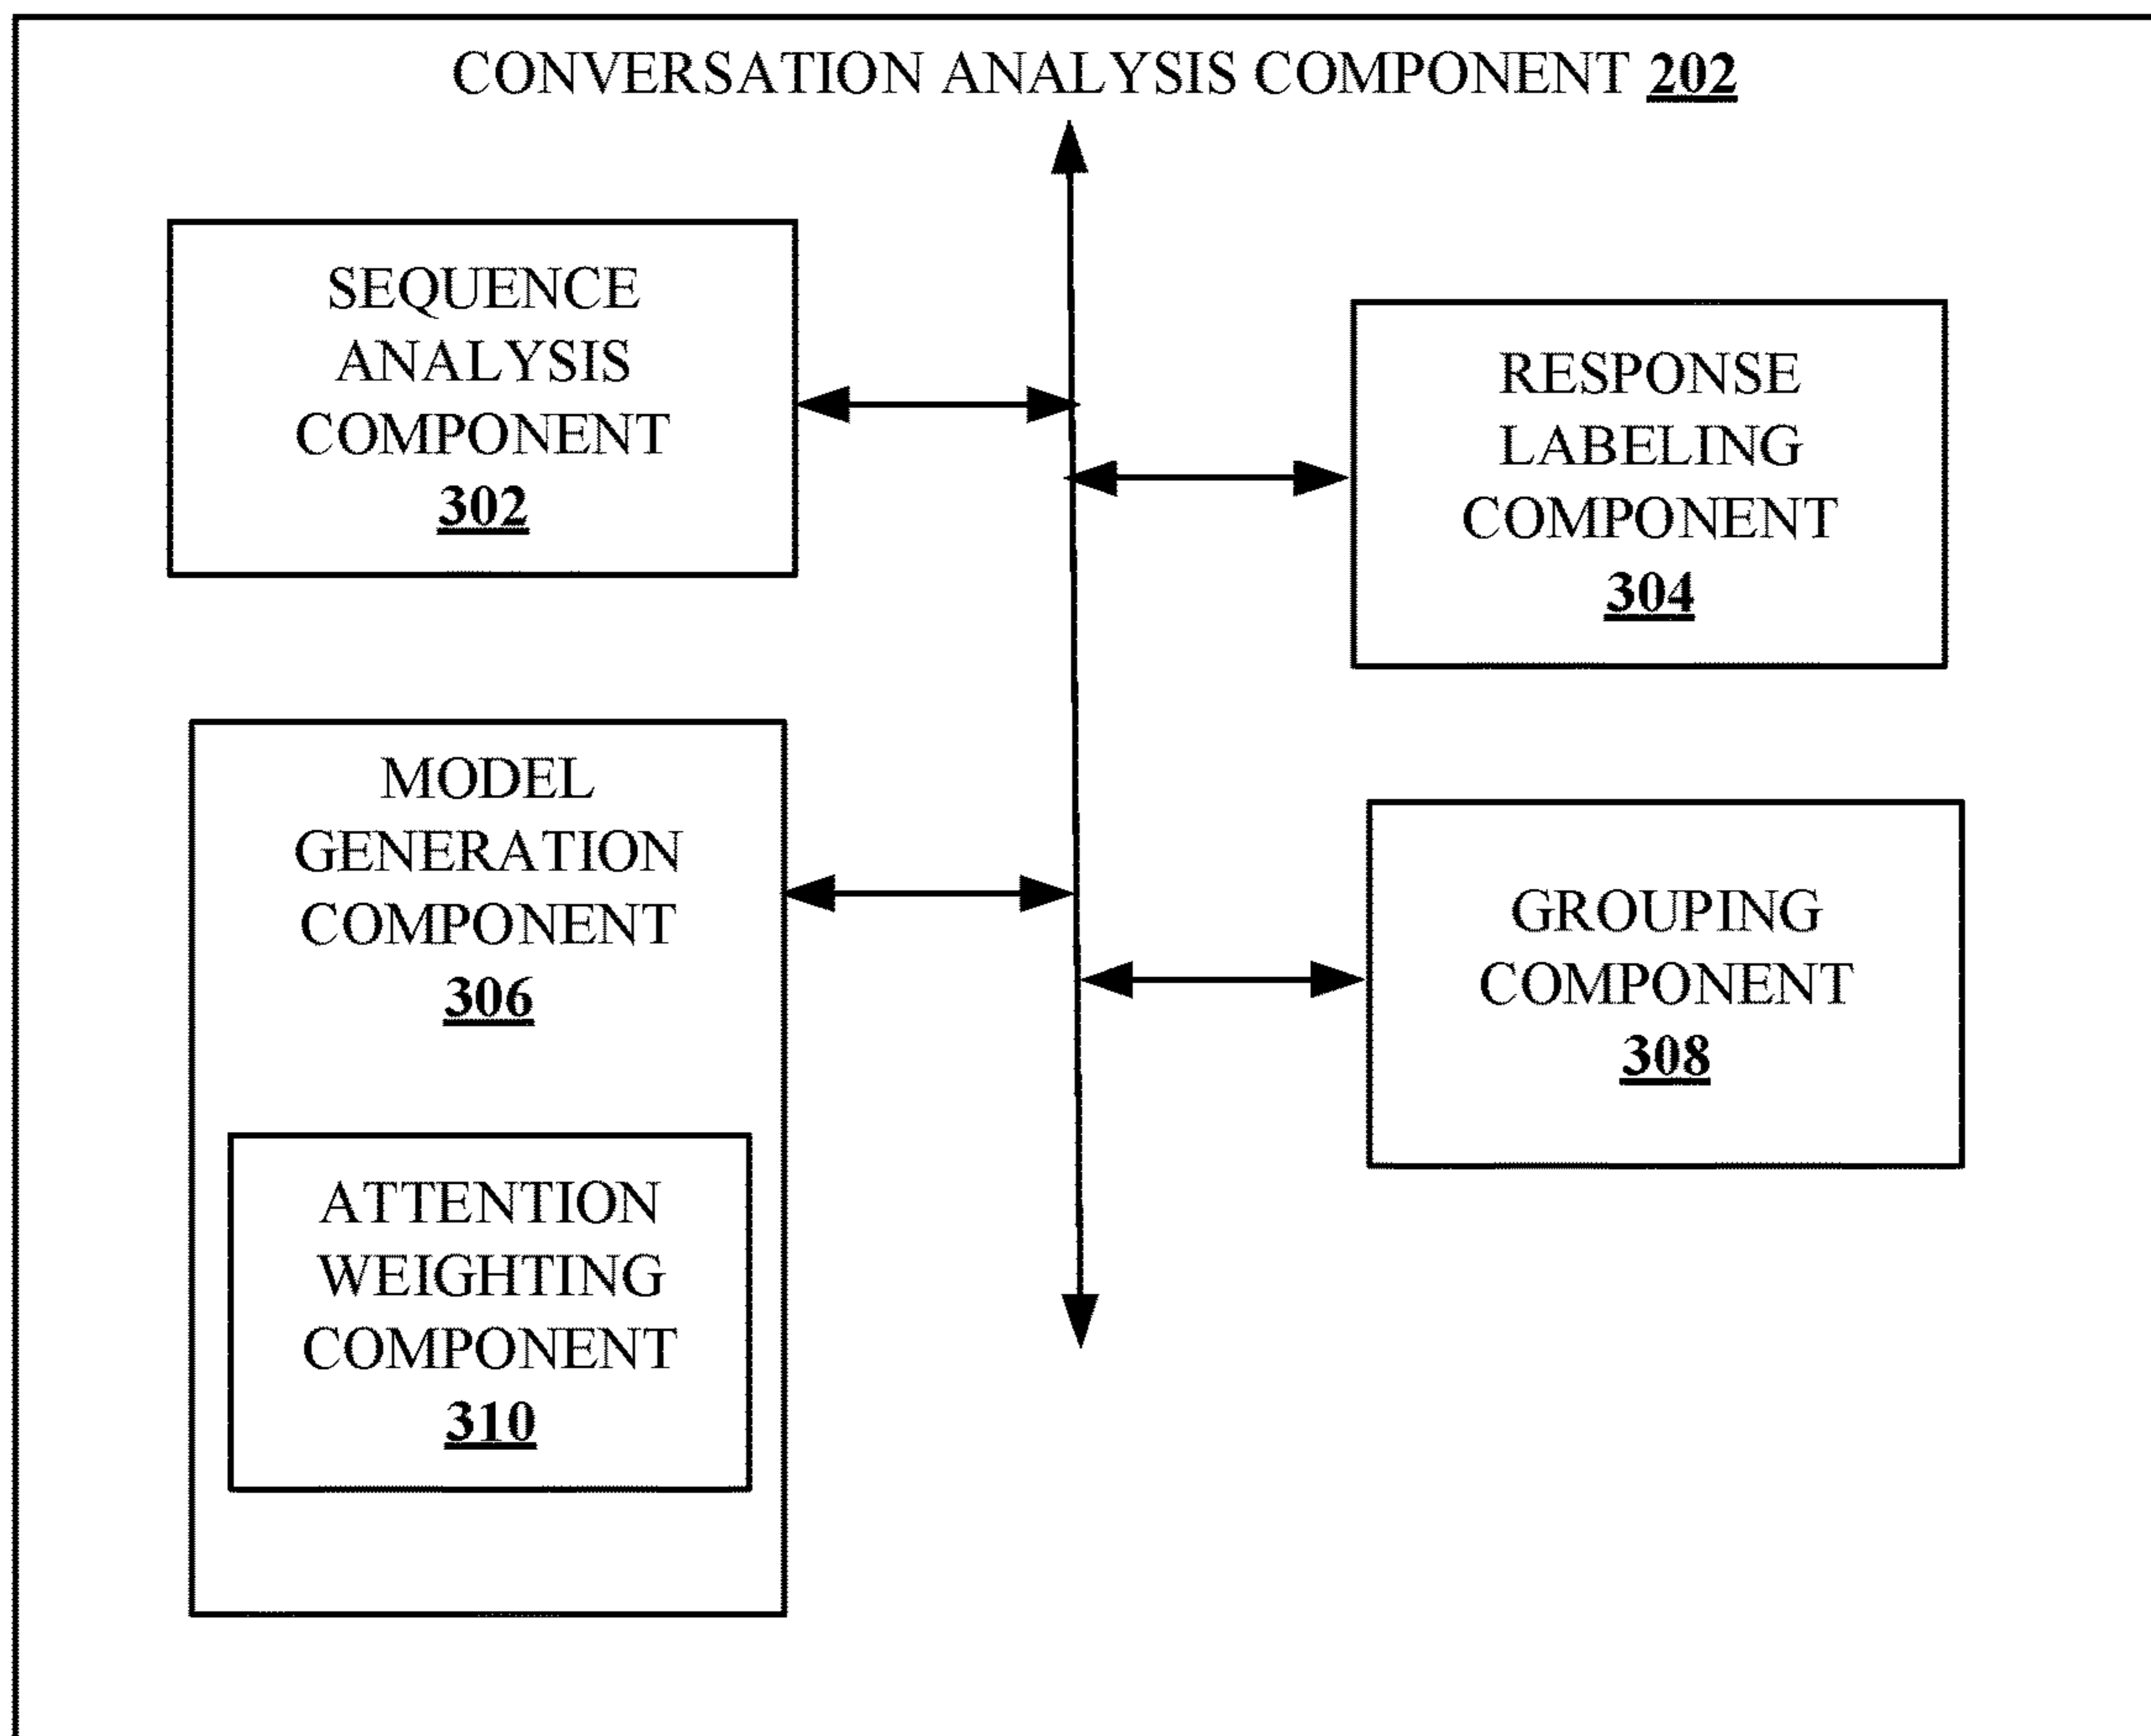 CONVERSATION ANALYSIS COMPONENT 202
SEQUENCE
ANALYSIS
COMPONENT
302
RESPONSE
LABELING
COMPONENT
304
MODEL
GENERATION
COMPONENT
306
GROUPING
COMPONENT
308
ATTENTION
WEIGHTING
COMPONENT
310